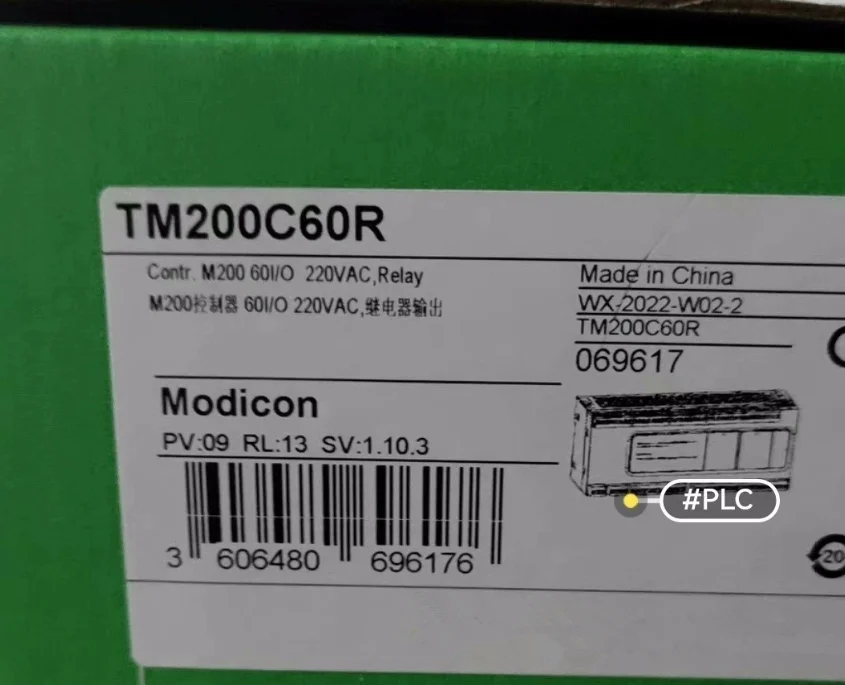 TM200C60R
Contr. M200 60I/O 220VAC,Relay
M200控制器 60I/O 220VAC,继电器输出
Made in China
WX-2022-W02-2
TM200C60R
069617
Modicon
PV:09 RL:13 SV:1.10.3
#PLC
3 606480 696176
20